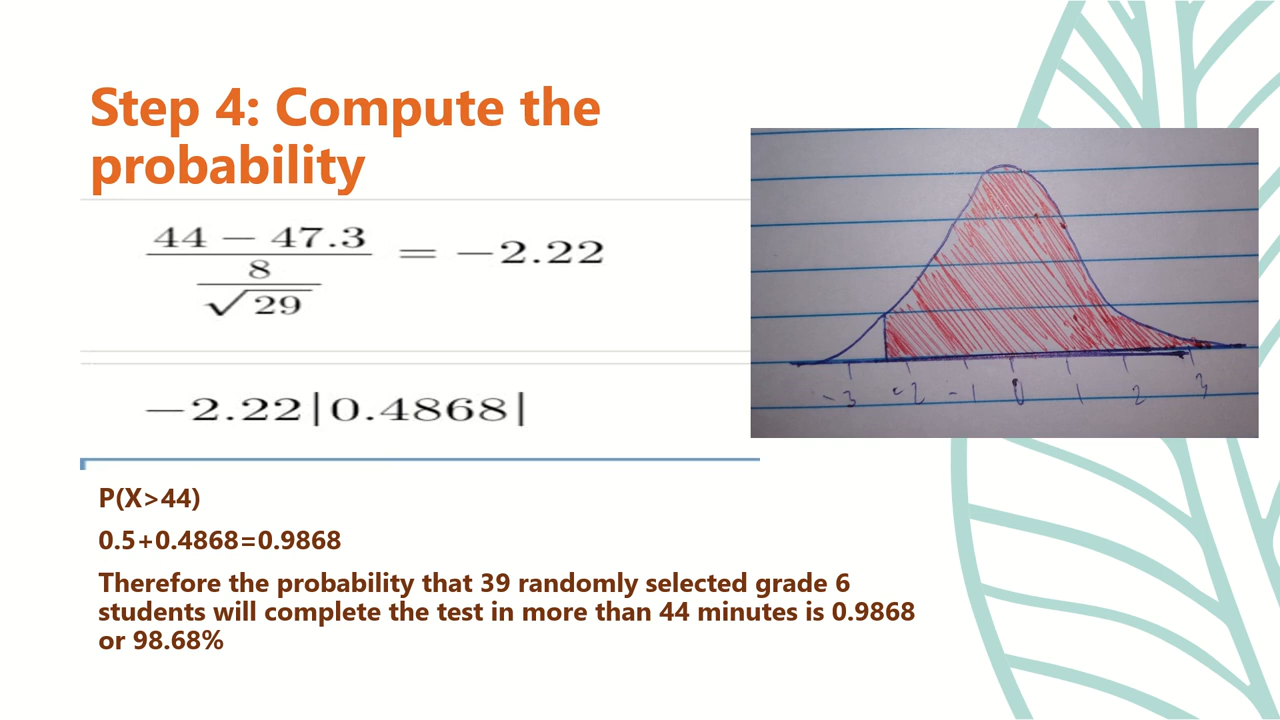 Step 4: Compute the
probability
44 − 47.3
8
√29
= −2.22
−2.22|0.4868|
-3 -2 -1 0 1 2 3
P(X>44)
0.5+0.4868=0.9868
Therefore the probability that 39 randomly selected grade 6
students will complete the test in more than 44 minutes is 0.9868
or 98.68%